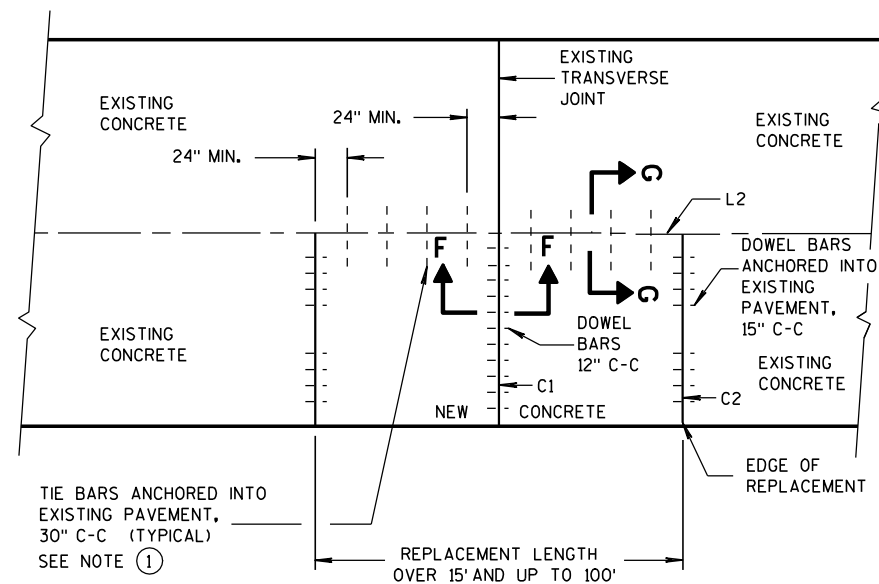 EXISTING
TRANSVERSE
JOINT
EXISTING
CONCRETE
24" MIN.
EXISTING
CONCRETE
24" MIN.
G
L2
F
F
DOWEL BARS
ANCHORED INTO
EXISTING
PAVEMENT,
15" C-C
G
EXISTING
CONCRETE
DOWEL
BARS
12" C-C
EXISTING
CONCRETE
C1
C2
NEW CONCRETE
EDGE OF
REPLACEMENT
TIE BARS ANCHORED INTO
EXISTING PAVEMENT,
30" C-C (TYPICAL)
SEE NOTE 1
REPLACEMENT LENGTH
OVER 15' AND UP TO 100'